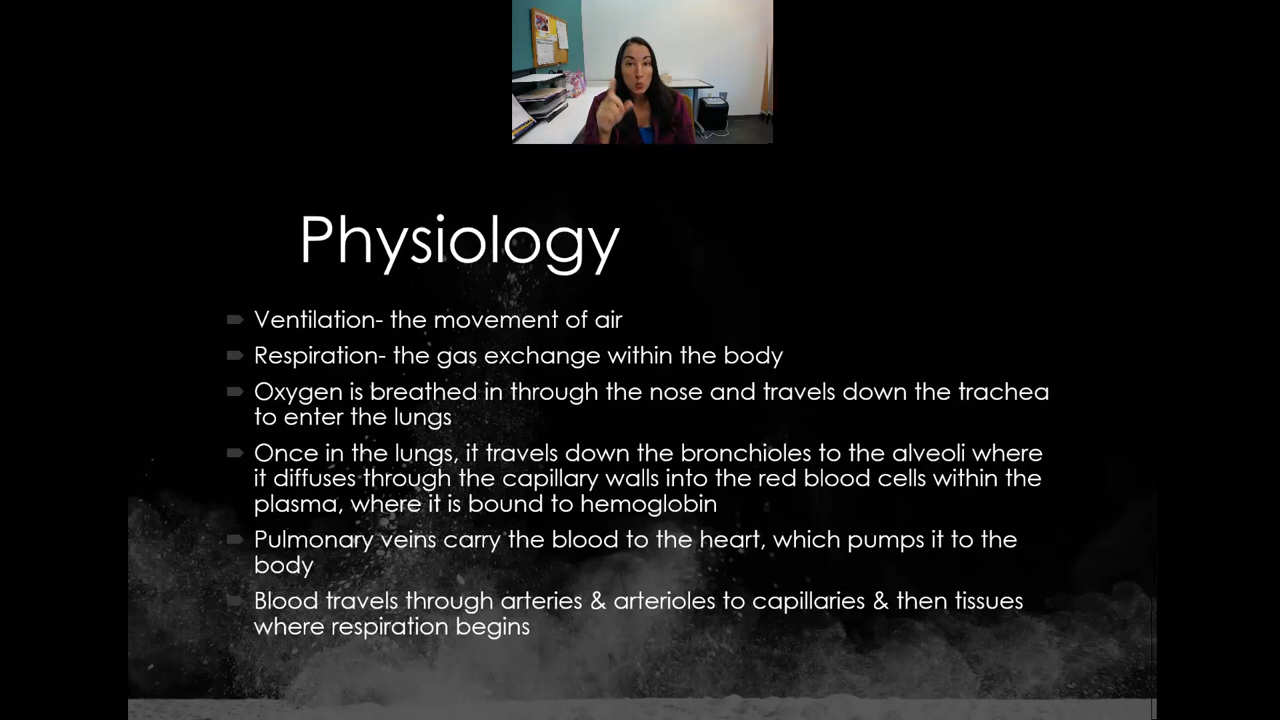 Physiology
Ventilation- the movement of air
Respiration- the gas exchange within the body
Oxygen is breathed in through the nose and travels down the trachea
to enter the lungs
Once in the lungs, it travels down the bronchioles to the alveoli where
it diffuses through the capillary walls into the red blood cells within the
plasma, where it is bound to hemoglobin
Pulmonary veins carry the blood to the heart, which pumps it to the
body
Blood travels through arteries & arterioles to capillaries & then tissues
where respiration begins